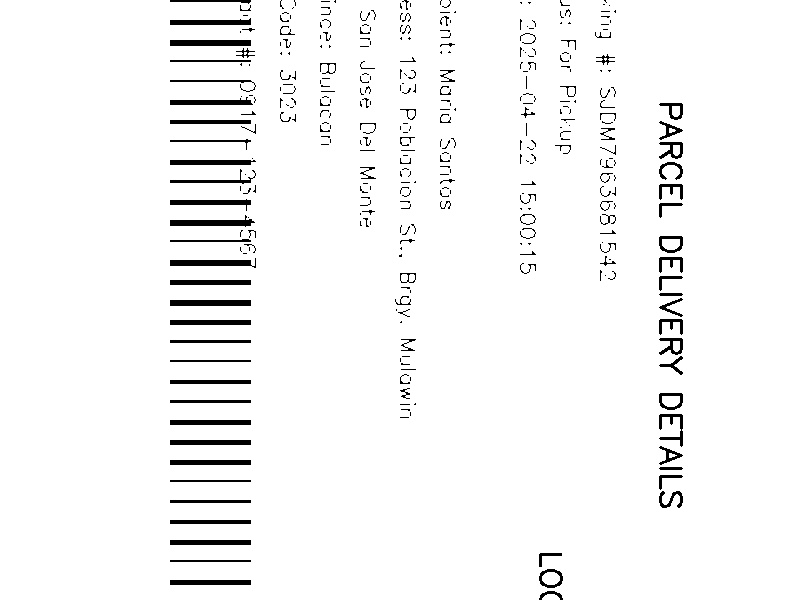 PARCEL DELIVERY DETAILS
king #: SJDM7963681542
us: For Pickup
: 2025-04-22 15:00:15
pient: Maria Santos
ess: 123 Poblacion St., Brgy. Mulawin
San Jose Del Monte
ince: Bulacan
Code: 3023
act #: 0917-123-4567
LOC